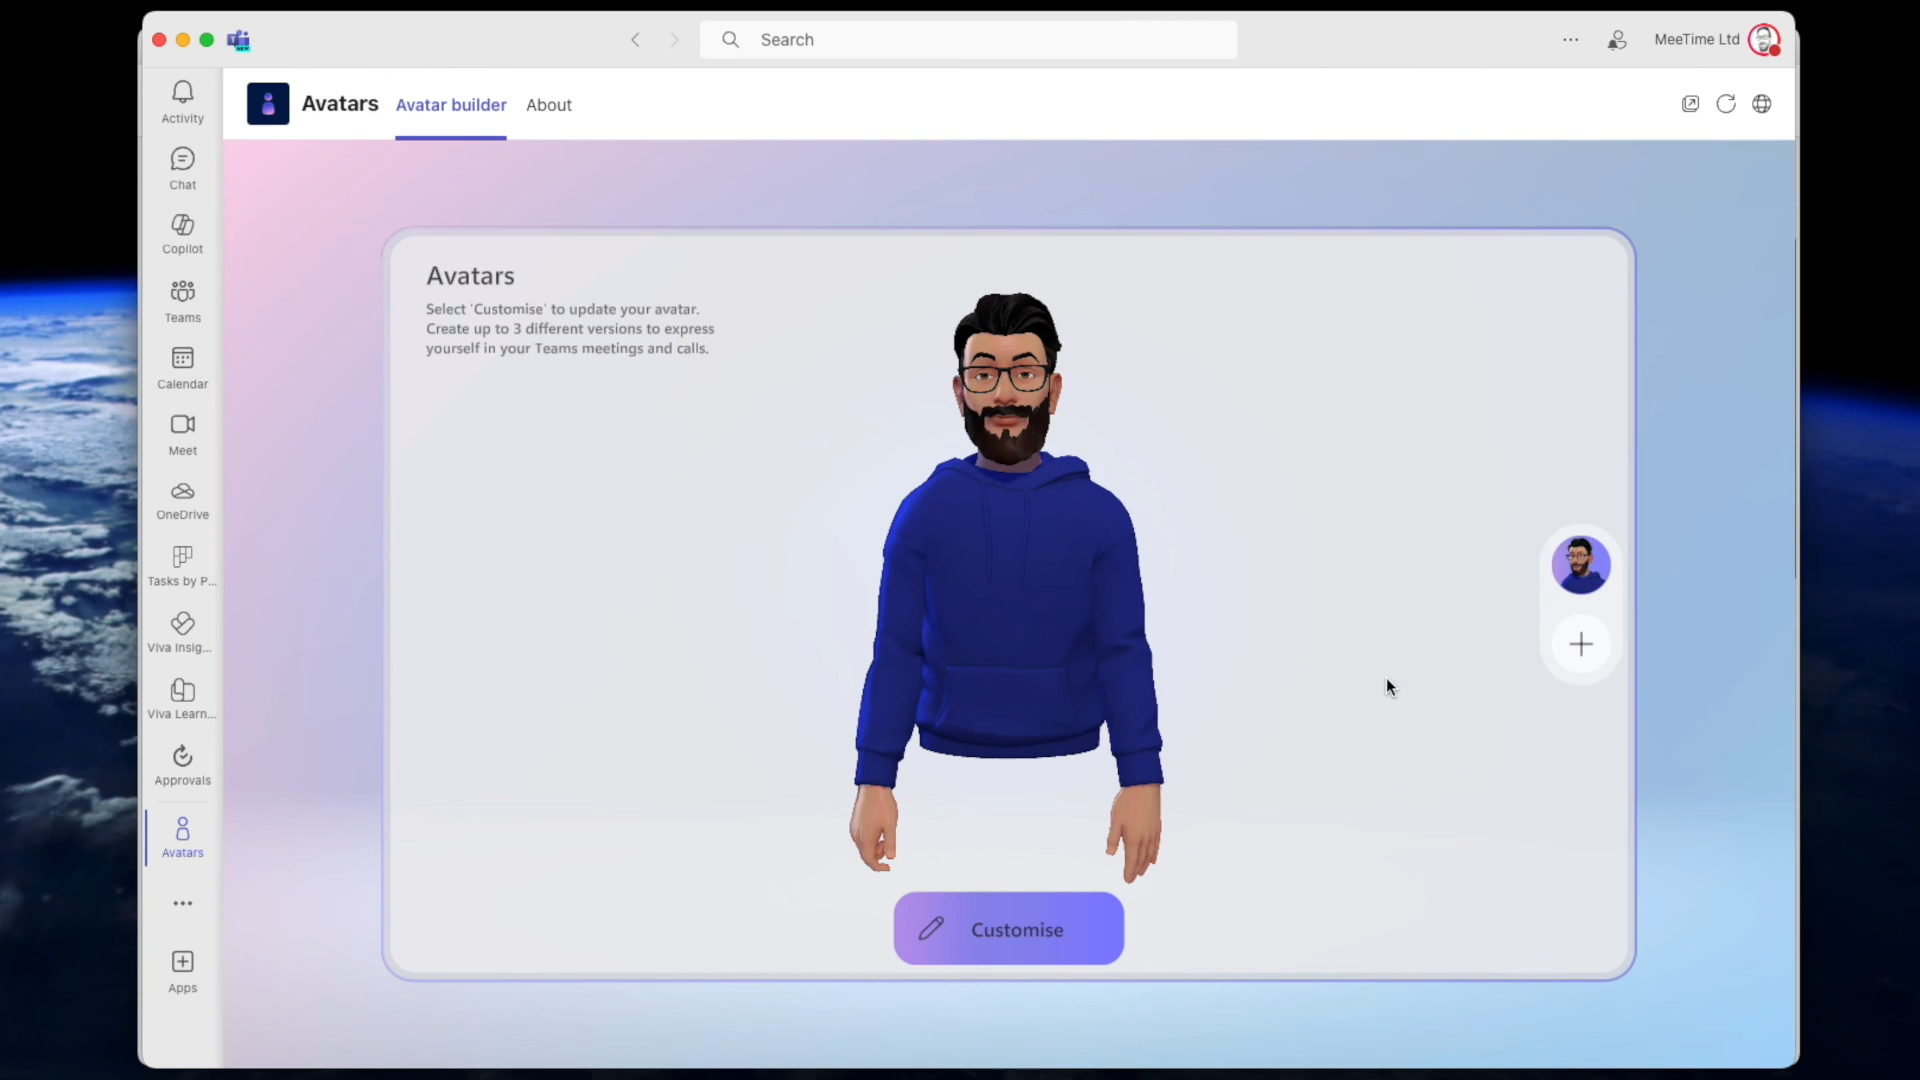 Search
MeeTime Ltd
Activity
Chat
Copilot
Teams
Calendar
Meet
OneDrive
Tasks by P...
Viva Insig...
Viva Learn...
Approvals
Avatars
Apps
Avatars
Avatar builder
About
Avatars
Select 'Customise' to update your avatar.
Create up to 3 different versions to express
yourself in your Teams meetings and calls.
Customise